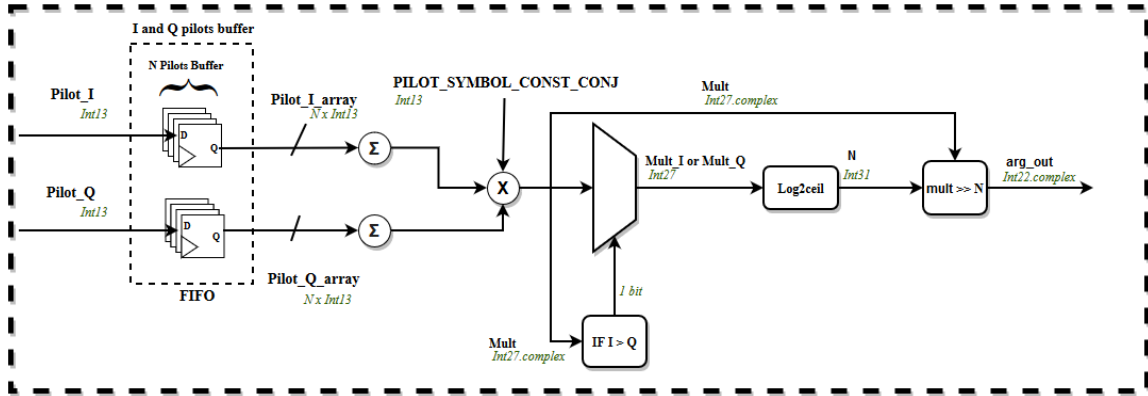 I and Q pilots buffer
N Pilots Buffer
Pilot_I
Int13
D
Q
Pilot_I_array
N x Int13
Σ
PILOT_SYMBOL_CONST_CONJ
Int13
Pilot_Q
Int13
D
Q
FIFO
Pilot_Q_array
N x Int13
Σ
X
Mult
Int27.complex
Mult_I or Mult_Q
Int27
Log2ceil
N
Int31
mult >> N
arg_out
Int22.complex
1 bit
Mult
Int27.complex
IF I > Q